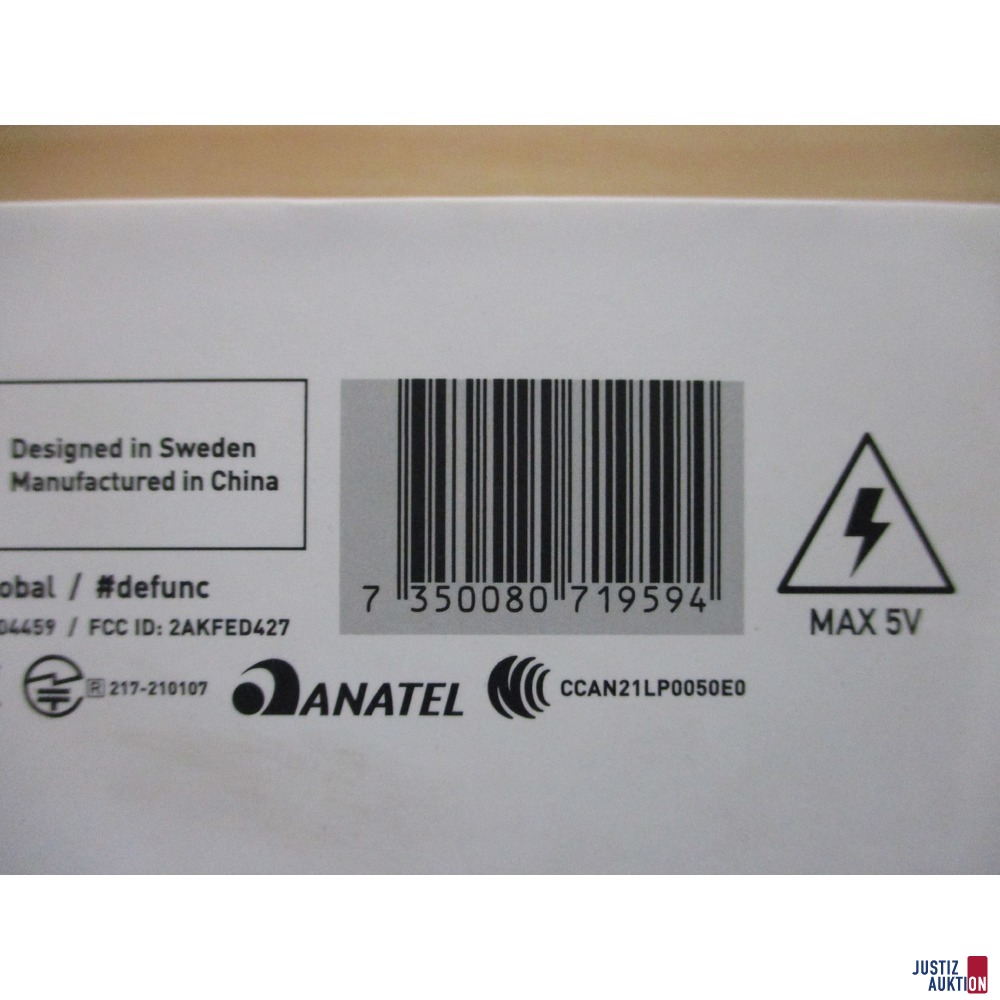 Designed in Sweden
Manufactured in China
obal / #defunc
04459 / FCC ID: 2AKFED427
R 217-210107
ANATEL
CCAN21LP0050E0
7 350080 719594
MAX 5V
JUSTIZ
AUKTION